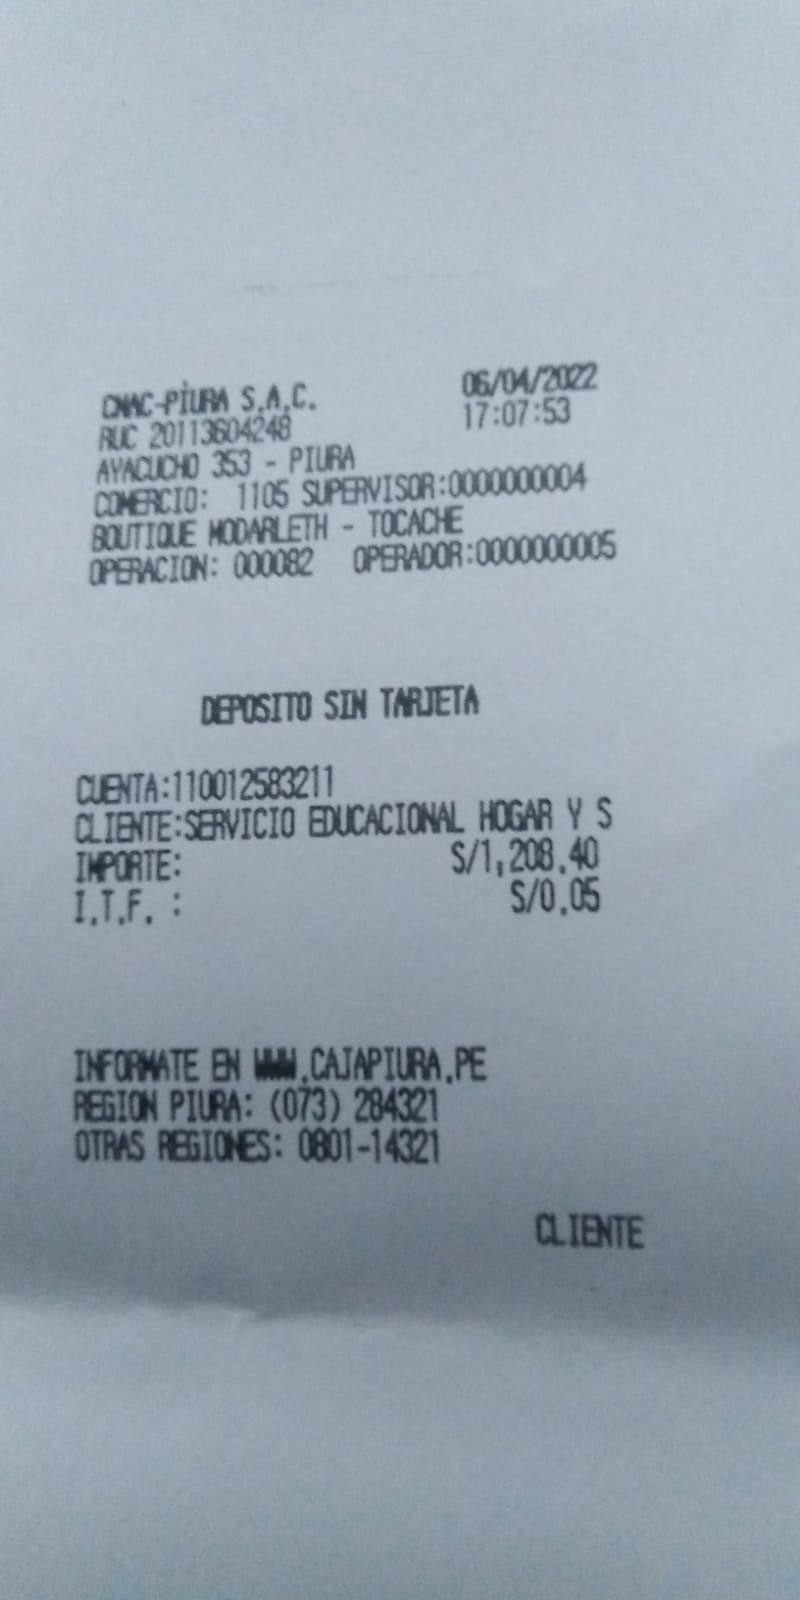 CMAC-PIURA S.A.C. 06/04/2022
RUC 20113604248 17:07:53
AYACUCHO 353 - PIURA
COMERCIO: 1105 SUPERVISOR:0000000004
BOUTIQUE MODARLETH - TOCACHE
OPERACION: 000082 OPERADOR:0000000005
DEPOSITO SIN TARJETA
CUENTA:110012583211
CLIENTE:SERVICIO EDUCACIONAL HOGAR Y S
IMPORTE: S/1,208.40
I.T.F. : S/0.05
INFORMATE EN WWW.CAJAPIURA.PE
REGION PIURA: (073) 284321
OTRAS REGIONES: 0801-14321
CLIENTE